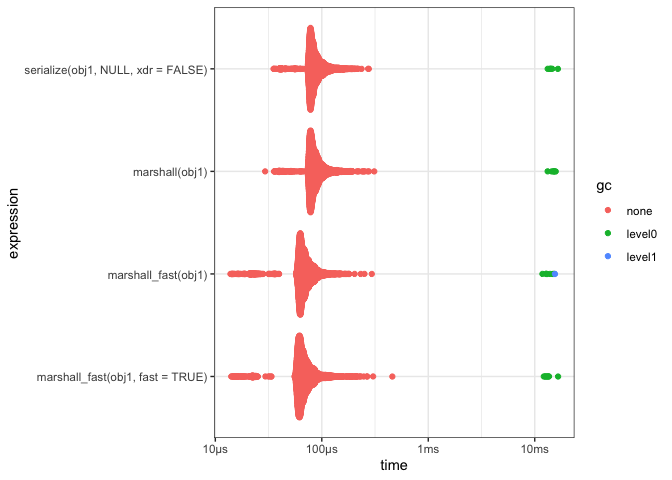 serialize(obj1, NULL, xdr = FALSE)
marshall(obj1)
marshall_fast(obj1)
marshall_fast(obj1, fast = TRUE)
expression
10µs
100µs
1ms
10ms
time
gc
none
level0
level1